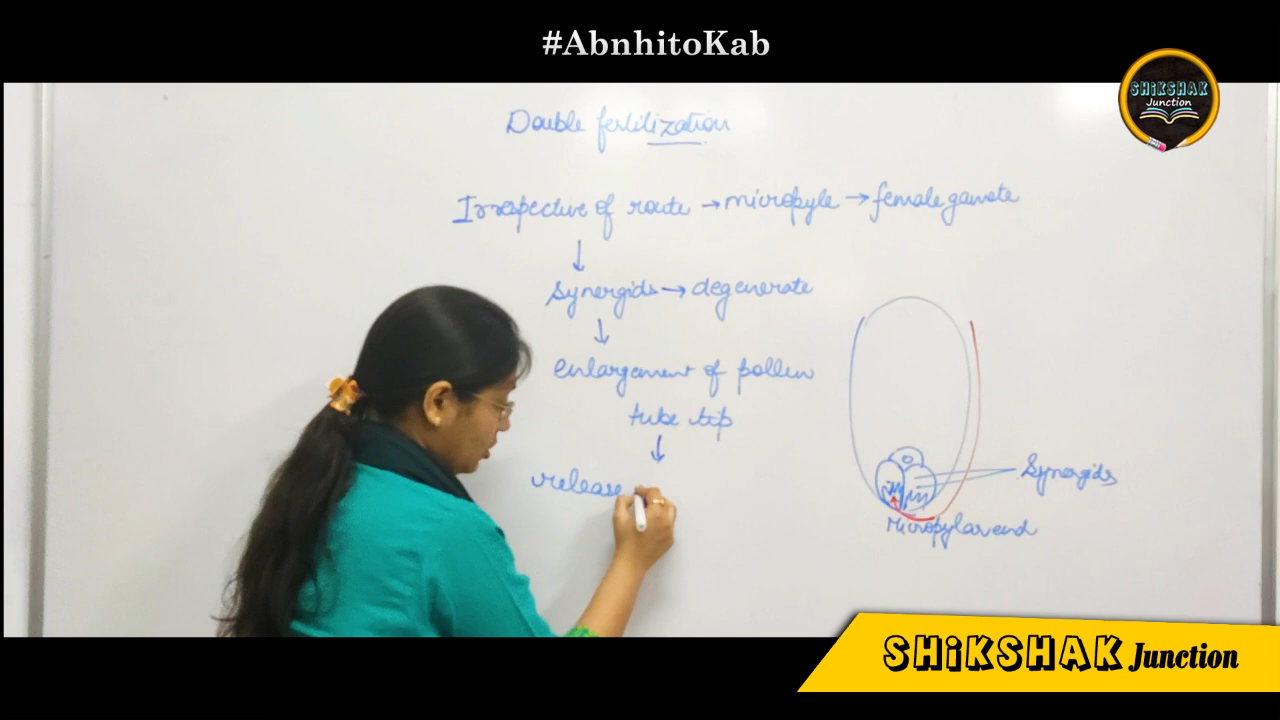 #AbnhitoKab
SHiKSHAK
Junction
Double fertilization
Irrespective of route → micropyle → female gamete
↓
Synergids → degenerate
↓
enlargement of pollen
tube tip
↓
release
Synergids
Micropylar end
SHiKSHAK Junction